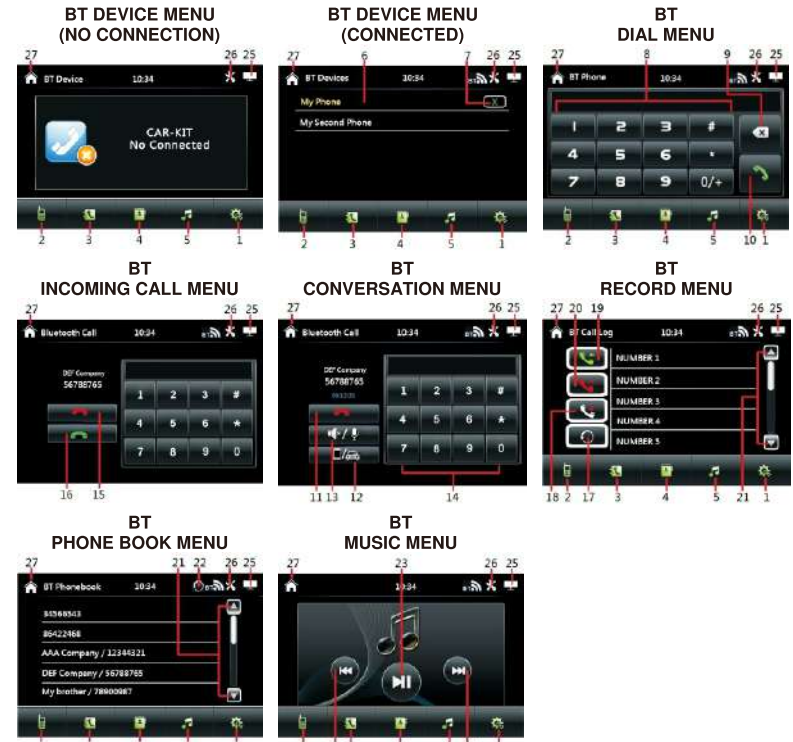 BT DEVICE MENU
(NO CONNECTION)
27 26 25
BT Device 10:34
CAR-KIT
No Connected
2 3 4 5 1
BT DEVICE MENU
(CONNECTED)
27 6 7 26 25
BT Devices 10:34 BT
My Phone X
My Second Phone
2 3 4 5 1
BT
DIAL MENU
27 8 9 26 25
BT Phone 10:34 BT
1 2 3 #
4 5 6 *
7 8 9 0/+
2 3 4 5 10 1
BT
INCOMING CALL MENU
27 26 25
Bluetooth Call 10:34 BT
DEF Company
56788765
1 2 3 #
4 5 6 *
7 8 9 0
16 15
BT
CONVERSATION MENU
27 26 25
Bluetooth Call 10:34 BT
DEF Company
56788765
1 2 3 #
4 5 6 *
7 8 9 0
11 13 12 14
BT
RECORD MENU
27 20 19 26 25
BT Call Log 10:34 BT
NUMBER 1
NUMBER 2
NUMBER 3
NUMBER 4
NUMBER 5
18 2 17 3 4 5 21 1
BT
PHONE BOOK MENU
27 21 22 26 25
BT Phonebook 10:34 BT
34566543
86422468
AAA Company / 12344321
DEF Company / 56788765
My brother / 78900987
BT
MUSIC MENU
27 23 26 25
10:34 BT